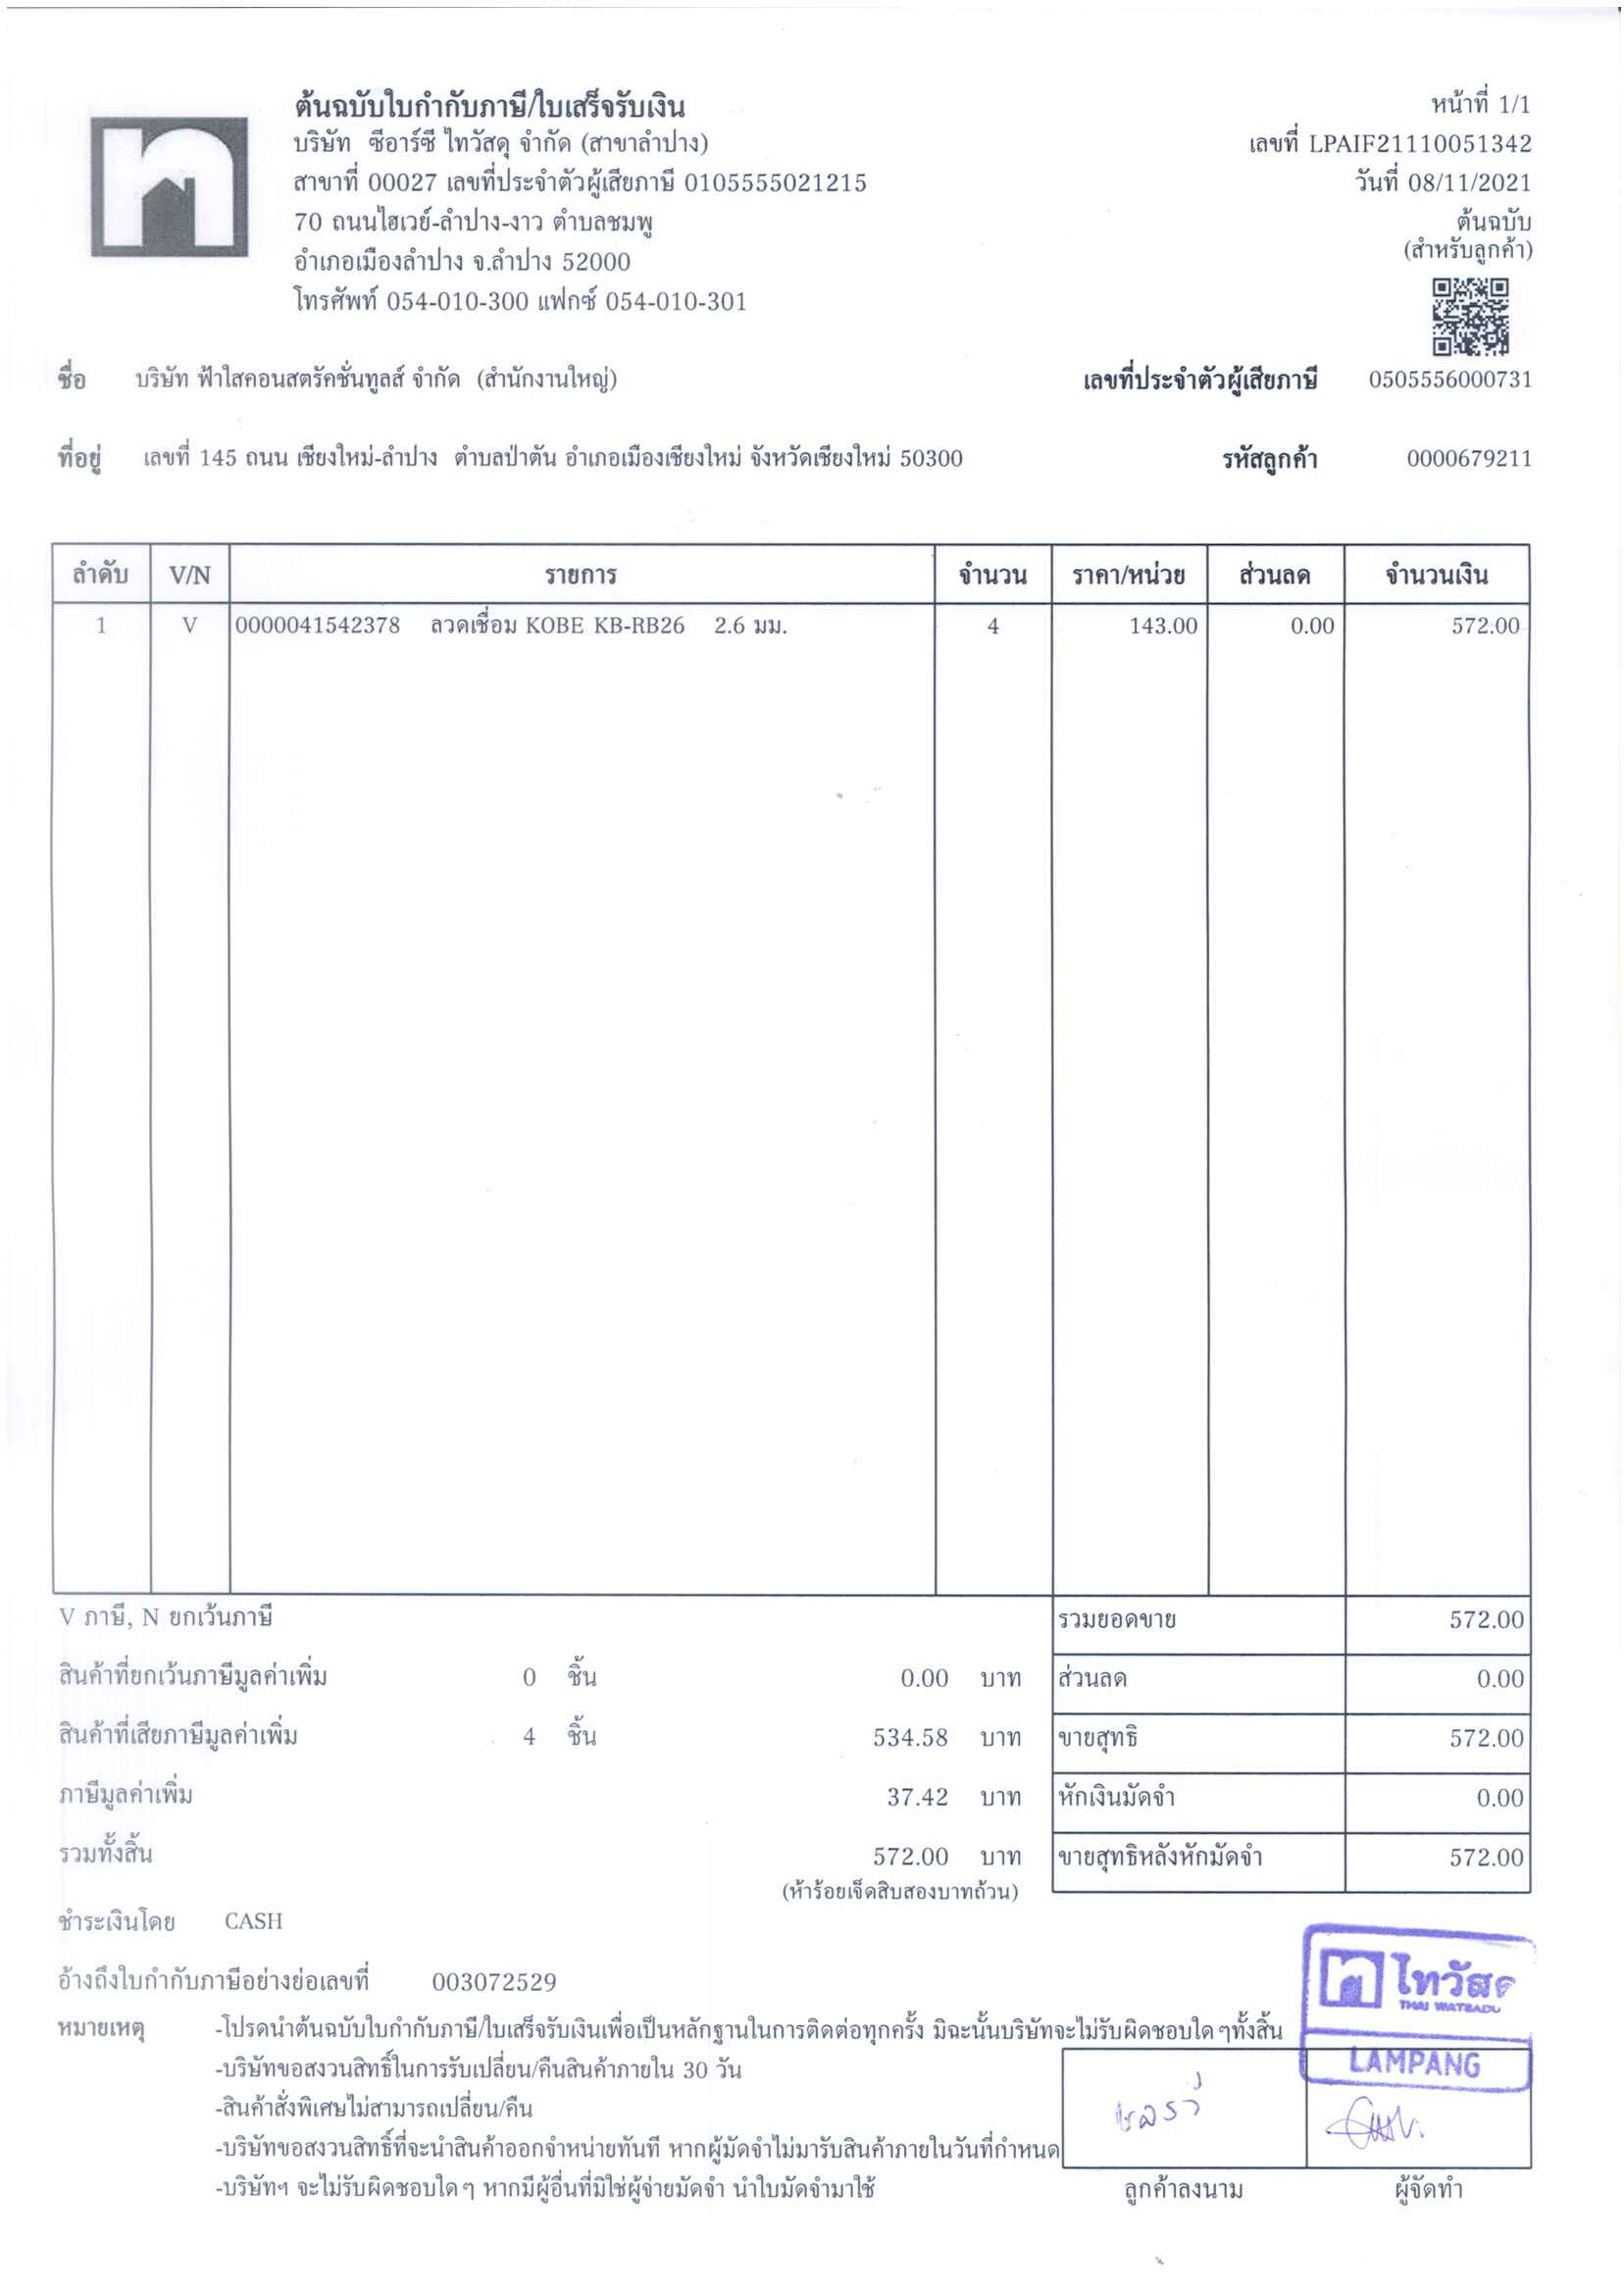 ต้นฉบับใบกำกับภาษี/ใบเสร็จรับเงิน
หน้าที่ 1/1
บริษัท ซีอาร์ซี ไทวัสดุ จำกัด (สาขาลำปาง)
เลขที่ LPAIF21110051342
สาขาที่ 00027 เลขที่ประจำตัวผู้เสียภาษี 0105555021215
วันที่ 08/11/2021
70 ถนนไฮเวย์-ลำปาง-งาว ตำบลชมพู
ต้นฉบับ
(สำหรับลูกค้า)
อำเภอเมืองลำปาง จ.ลำปาง 52000
โทรศัพท์ 054-010-300 แฟกซ์ 054-010-301
ชื่อ บริษัท ฟ้าใสคอนสตรัคชั่นทูลส์ จำกัด (สำนักงานใหญ่) เลขที่ประจำตัวผู้เสียภาษี 0505556000731
ที่อยู่ เลขที่ 145 ถนน เชียงใหม่-ลำปาง ตำบลป่าตัน อำเภอเมืองเชียงใหม่ จังหวัดเชียงใหม่ 50300 รหัสลูกค้า 0000679211
ลำดับ V/N รายการ จำนวน ราคา/หน่วย ส่วนลด จำนวนเงิน
1 V 0000041542378 ลวดเชื่อม KOBE KB-RB26 2.6 มม. 4 143.00 0.00 572.00
V ภาษี, N ยกเว้นภาษี รวมยอดขาย 572.00
สินค้าที่ยกเว้นภาษีมูลค่าเพิ่ม 0 ชิ้น 0.00 บาท ส่วนลด 0.00
สินค้าที่เสียภาษีมูลค่าเพิ่ม 4 ชิ้น 534.58 บาท ขายสุทธิ 572.00
ภาษีมูลค่าเพิ่ม 37.42 บาท หักเงินมัดจำ 0.00
รวมทั้งสิ้น 572.00 บาท ขายสุทธิหลังหักมัดจำ 572.00
(ห้าร้อยเจ็ดสิบสองบาทถ้วน)
ชำระเงินโดย CASH
อ้างถึงใบกำกับภาษีอย่างย่อเลขที่ 003072529
ไทวัสดุ
THAI WATSADU
LAMPANG
หมายเหตุ -โปรดนำต้นฉบับใบกำกับภาษี/ใบเสร็จรับเงินเพื่อเป็นหลักฐานในการติดต่อทุกครั้ง มิฉะนั้นบริษัทจะไม่รับผิดชอบใดๆทั้งสิ้น
-บริษัทขอสงวนสิทธิ์ในการรับเปลี่ยน/คืนสินค้าภายใน 30 วัน
-สินค้าสั่งพิเศษไม่สามารถเปลี่ยน/คืน
-บริษัทขอสงวนสิทธิ์ที่จะนำสินค้าออกจำหน่ายทันที หากผู้มัดจำไม่มารับสินค้าภายในวันที่กำหนด
-บริษัทฯ จะไม่รับผิดชอบใดๆ หากมีผู้อื่นที่มิใช่ผู้จ่ายมัดจำ นำใบมัดจำมาใช้
ลูกค้าลงนาม ผู้จัดทำ